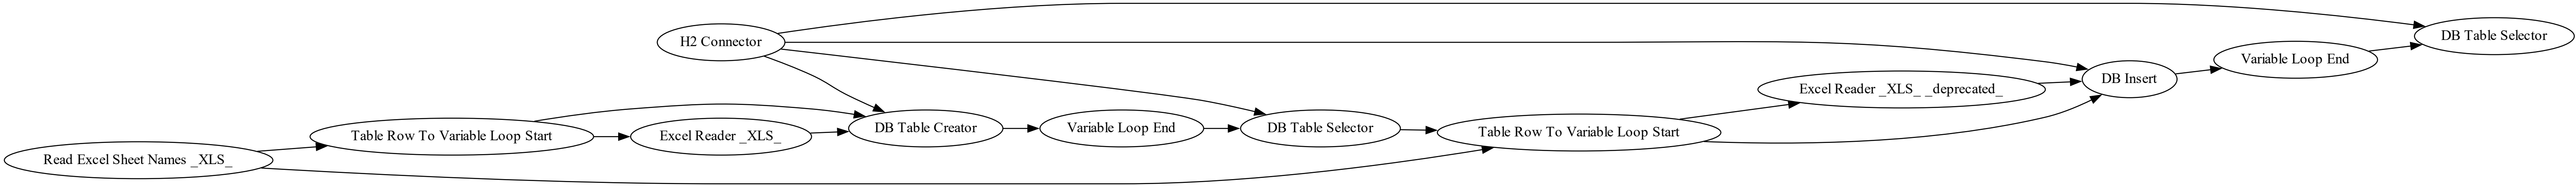 Read Excel Sheet Names _XLS_
Table Row To Variable Loop Start
H2 Connector
Excel Reader _XLS_
DB Table Creator
Variable Loop End
DB Table Selector
Table Row To Variable Loop Start
Excel Reader _XLS_ _deprecated_
DB Insert
Variable Loop End
DB Table Selector